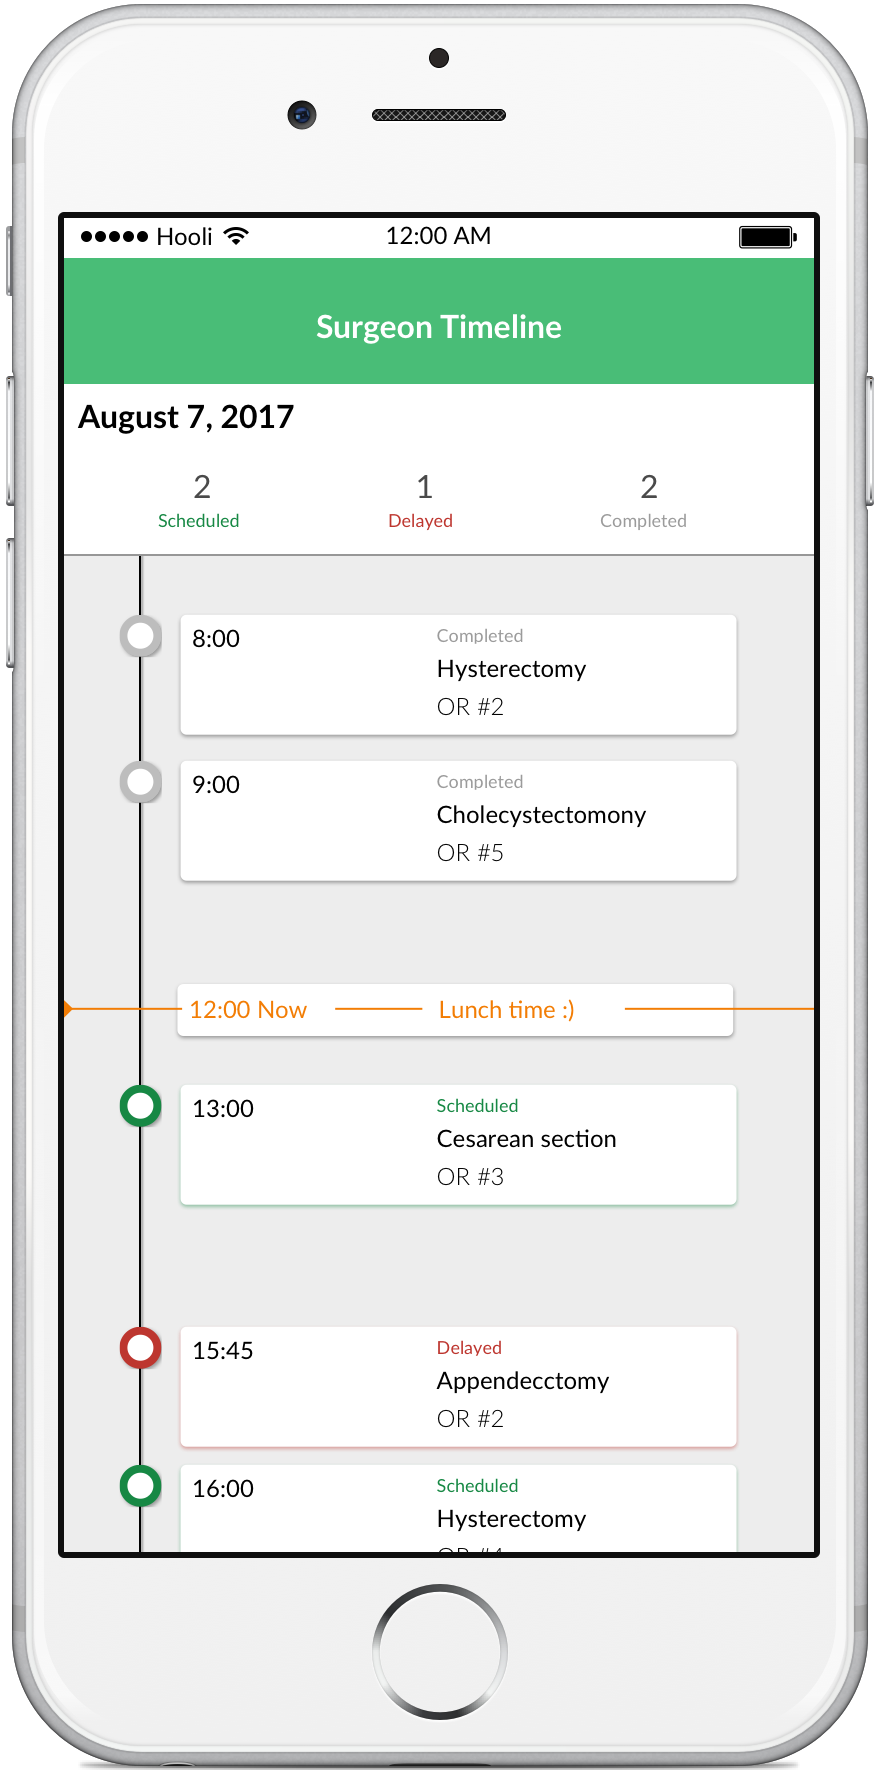 Hooli 12:00 AM
Surgeon Timeline
August 7, 2017
2 1 2
Scheduled Delayed Completed
8:00 Completed
Hysterectomy
OR #2
9:00 Completed
Cholecystectomony
OR #5
12:00 Now Lunch time :)
13:00 Scheduled
Cesarean section
OR #3
15:45 Delayed
Appendecctomy
OR #2
16:00 Scheduled
Hysterectomy
OR #4